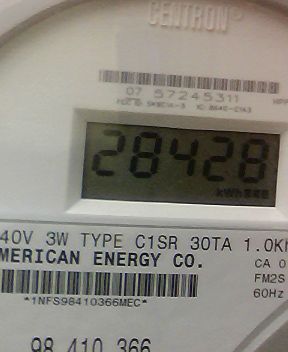 CENTRON®
07 57245311
28428
kWh
40V 3W TYPE C1SR 30TA 1.0K
MERICAN ENERGY CO.
CA 0
FM2S
60Hz
*1NFS98410366MEC*
98 410 366